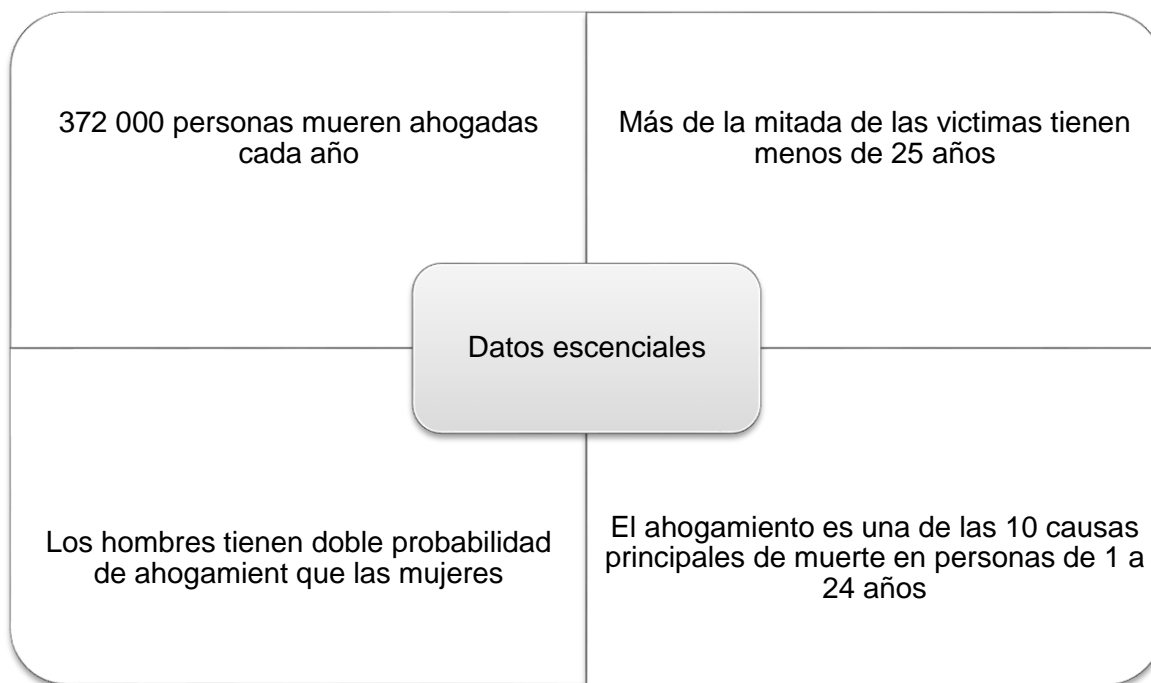 372 000 personas mueren ahogadas
cada año
Más de la mitada de las victimas tienen
menos de 25 años
Datos escenciales
Los hombres tienen doble probabilidad
de ahogamient que las mujeres
El ahogamiento es una de las 10 causas
principales de muerte en personas de 1 a
24 años